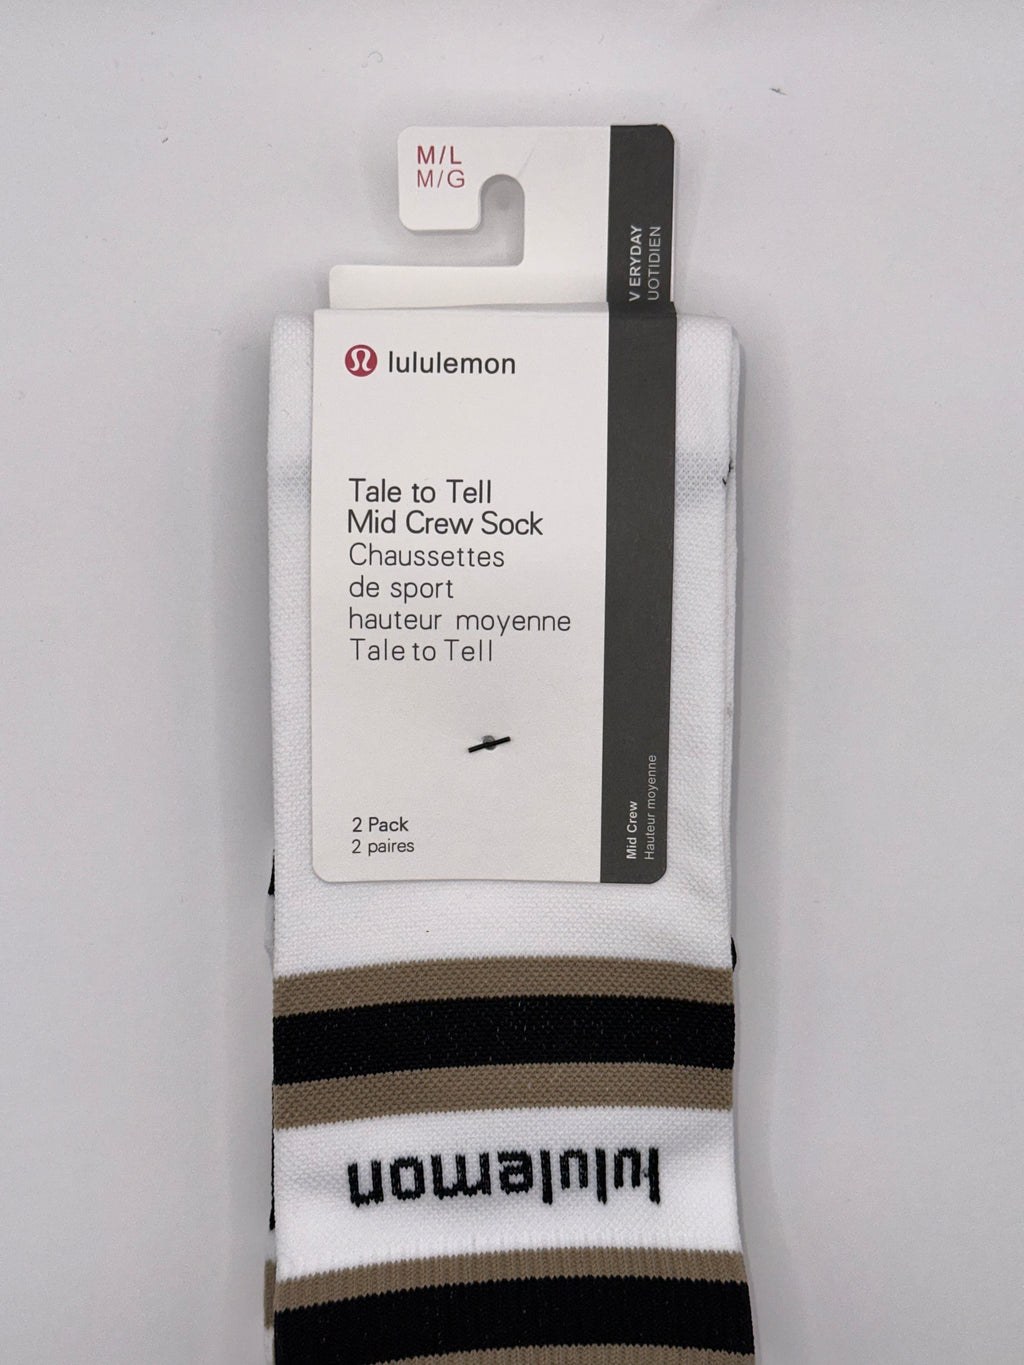 M/L
M/G
V ERYDAY
UOTIDIEN
lululemon
Tale to Tell
Mid Crew Sock
Chaussettes
de sport
hauteur moyenne
Tale to Tell
2 Pack
2 paires
Mid Crew
Hauteur moyenne
lululemon